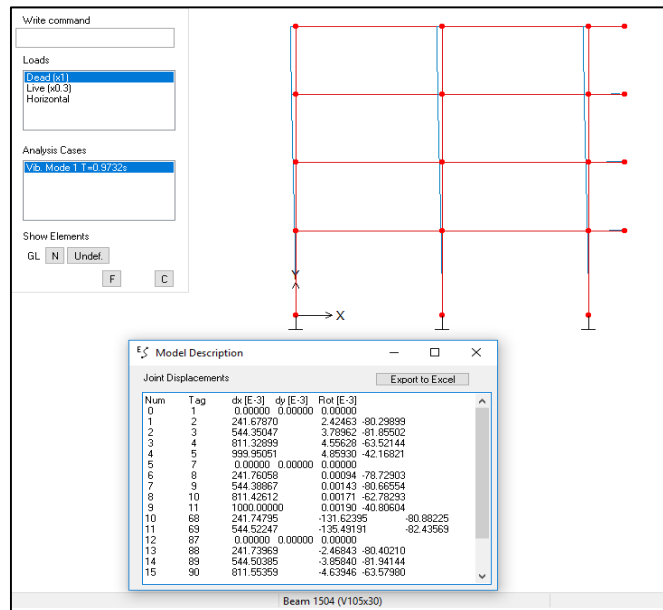 Write command
Loads
Dead (x1)
Live (x0.3)
Horizontal
Analysis Cases
Vib. Mode 1 T=0.9732s
Show Elements
GL N Undef.
F C
Y
X
Model Description
Joint Displacements Export to Excel
Num Tag dx [E-3] dy [E-3] Rot [E-3]
0 1 0.00000 0.00000 0.00000
1 2 241.67870 2.42463 -80.29899
2 3 544.35047 3.78962 -81.85502
3 4 811.32899 4.55628 -63.52144
4 5 999.95051 4.85930 -42.16821
5 7 0.00000 0.00000 0.00000
6 8 241.76058 0.00094 -78.72903
7 9 544.38867 0.00143 -80.66554
8 10 811.42612 0.00171 -62.78293
9 11 1000.00000 0.00190 -40.80604
10 68 241.74795 -131.62395 -80.88225
11 69 544.52247 -135.49191 -82.43569
12 87 0.00000 0.00000 0.00000
13 88 241.73969 -2.46843 -80.40210
14 89 544.50385 -3.85840 -81.94144
15 90 811.55359 -4.63946 -63.57980
Beam 1504 (V105x30)